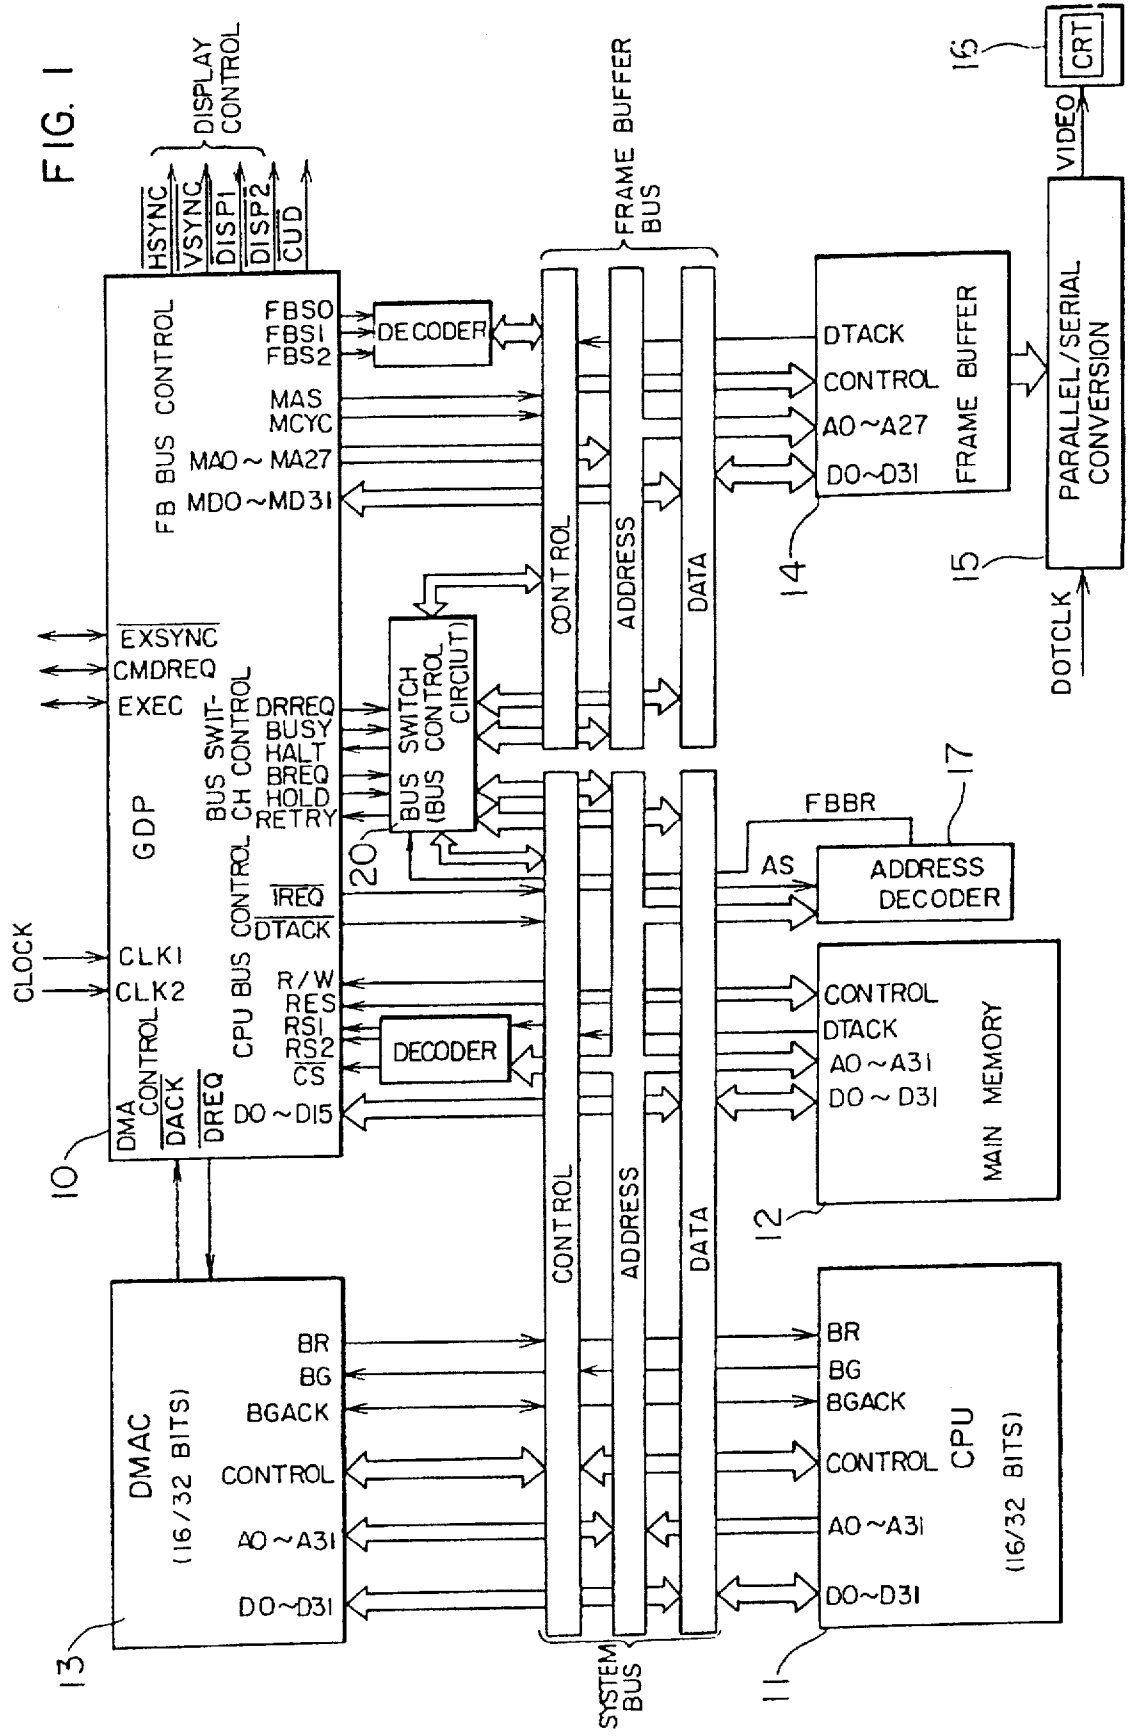 FIG. 1
CLOCK
13
DMAC
(16/32 BITS)
BR
BG
BGACK
CONTROL
A0~A31
D0~D31
10
DMA
CONTROL
DACK
DREQ
CLK1
CLK2
GDP
EXEC
CMDREQ
EXSYNC
CPU BUS CONTROL
D0~D15
CS
RS2
RS1
RES
R/W
DTACK
IREQ
BUS SWIT-
CH CONTROL
RETRY
HOLD
BREQ
HALT
BUSY
DRREQ
FB BUS CONTROL
MD0~MD31
MA0~MA27
MCYC
MAS
FBS2
FBS1
FBS0
HSYNC
VSYNC
DISP1
DISP2
CUD
DISPLAY
CONTROL
DECODER
20
BUS SWITCH
(BUS CONTROL
CIRCIUT)
DECODER
SYSTEM
BUS
CONTROL
ADDRESS
DATA
CONTROL
ADDRESS
DATA
FRAME BUFFER
BUS
11
BR
BG
BGACK
CONTROL
A0~A31
D0~D31
CPU
(16/32 BITS)
12
CONTROL
DTACK
A0~A31
D0~D31
MAIN MEMORY
AS
FBBR
17
ADDRESS
DECODER
14
DTACK
CONTROL
A0~A27
D0~D31
FRAME BUFFER
DOTCLK
15
PARALLEL/SERIAL
CONVERSION
VIDEO
16
CRT